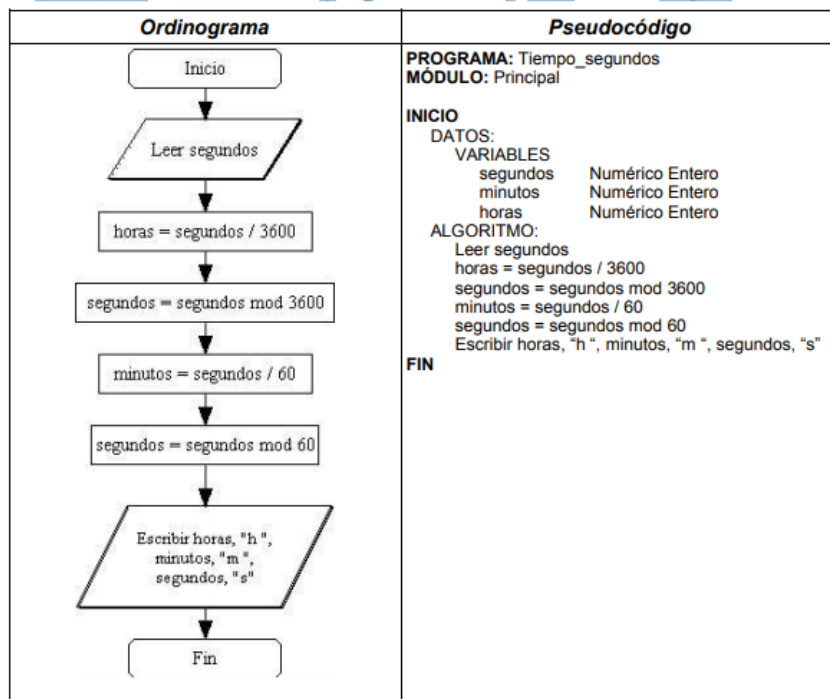 Ordinograma
Inicio
Leer segundos
horas = segundos / 3600
segundos = segundos mod 3600
minutos = segundos / 60
segundos = segundos mod 60
Escribir horas, "h ",
minutos, "m ",
segundos, "s"
Fin
Pseudocódigo
PROGRAMA: Tiempo_segundos
MÓDULO: Principal
INICIO
DATOS:
VARIABLES
segundos Numérico Entero
minutos Numérico Entero
horas Numérico Entero
ALGORITMO:
Leer segundos
horas = segundos / 3600
segundos = segundos mod 3600
minutos = segundos / 60
segundos = segundos mod 60
Escribir horas, “h “, minutos, “m “, segundos, “s”
FIN